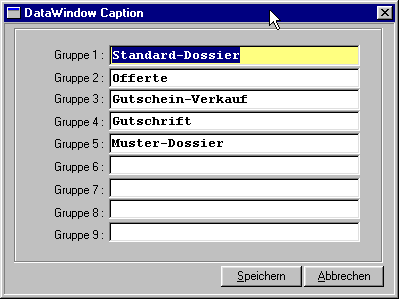 DataWindow Caption
Gruppe 1 : Standard-Dossier
Gruppe 2 : Offerte
Gruppe 3 : Gutschein-Verkauf
Gruppe 4 : Gutschrift
Gruppe 5 : Muster-Dossier
Gruppe 6 :
Gruppe 7 :
Gruppe 8 :
Gruppe 9 :
Speichern Abbrechen